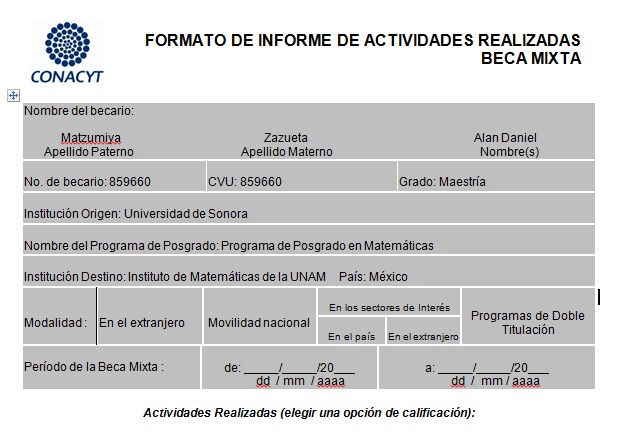 FORMATO DE INFORME DE ACTIVIDADES REALIZADAS
BECA MIXTA
CONACYT
Nombre del becario:
Matzumiya Zazueta Alan Daniel
Apellido Paterno Apellido Materno Nombre(s)
No. de becario: 859660 CVU: 859660 Grado: Maestría
Institución Origen: Universidad de Sonora
Nombre del Programa de Posgrado: Programa de Posgrado en Matemáticas
Institución Destino: Instituto de Matemáticas de la UNAM País: México
Modalidad : En el extranjero Movilidad nacional
En los sectores de Interés
En el país En el extranjero
Programas de Doble
Titulación
Período de la Beca Mixta : de: _____/_____/20___ a: _____/_____/20___
dd / mm / aaaa dd / mm / aaaa
Actividades Realizadas (elegir una opción de calificación):